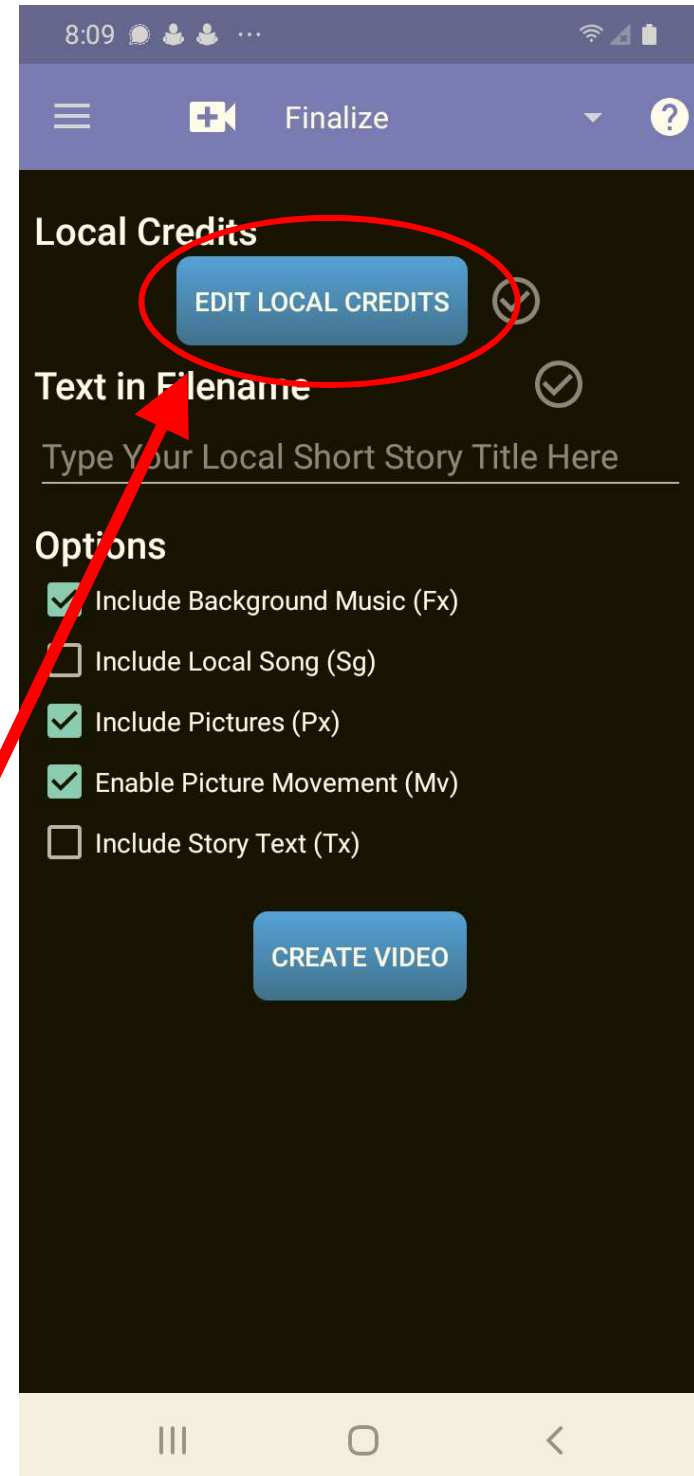 8:09
Finalize
?
Local Credits
EDIT LOCAL CREDITS
Text in Filename
Type Your Local Short Story Title Here
Options
Include Background Music (Fx)
Include Local Song (Sg)
Include Pictures (Px)
Enable Picture Movement (Mv)
Include Story Text (Tx)
CREATE VIDEO